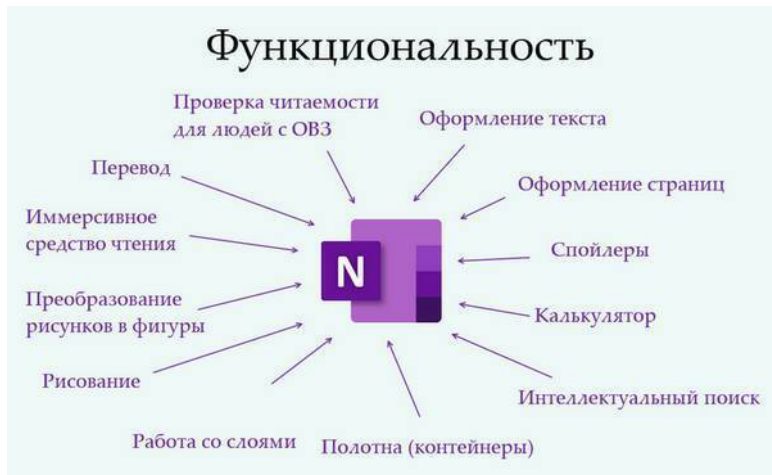 Функциональность
Проверка читаемости
для людей с ОВЗ
Оформление текста
Перевод
Оформление страниц
Иммерсивное
средство чтения
Спойлеры
N
Преобразование
рисунков в фигуры
Калькулятор
Рисование
Интеллектуальный поиск
Работа со слоями
Полотна (контейнеры)